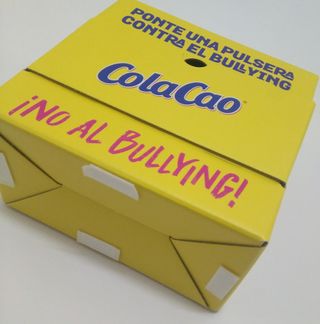 PONTE UNA PULSERA
CONTRA EL BULLYING
ColaCao
¡NO AL BULLYING!